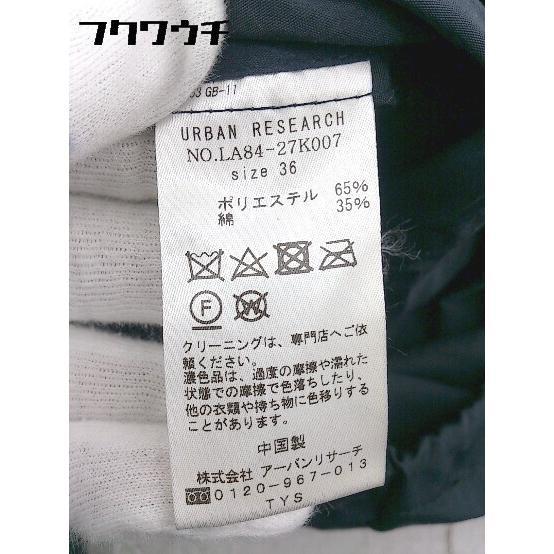 フクワウチ
URBAN RESEARCH
NO.LA84-27K007
size 36
ポリエステル 65%
綿 35%
F
W
クリーニングは、専門店へご依
頼ください。
濃色品は、過度の摩擦や濡れた
状態での摩擦で色落ちしたり、
他の衣類や持ち物に色移りする
ことがあります。
中国製
株式会社 アーバンリサーチ
0120-967-013
TYS